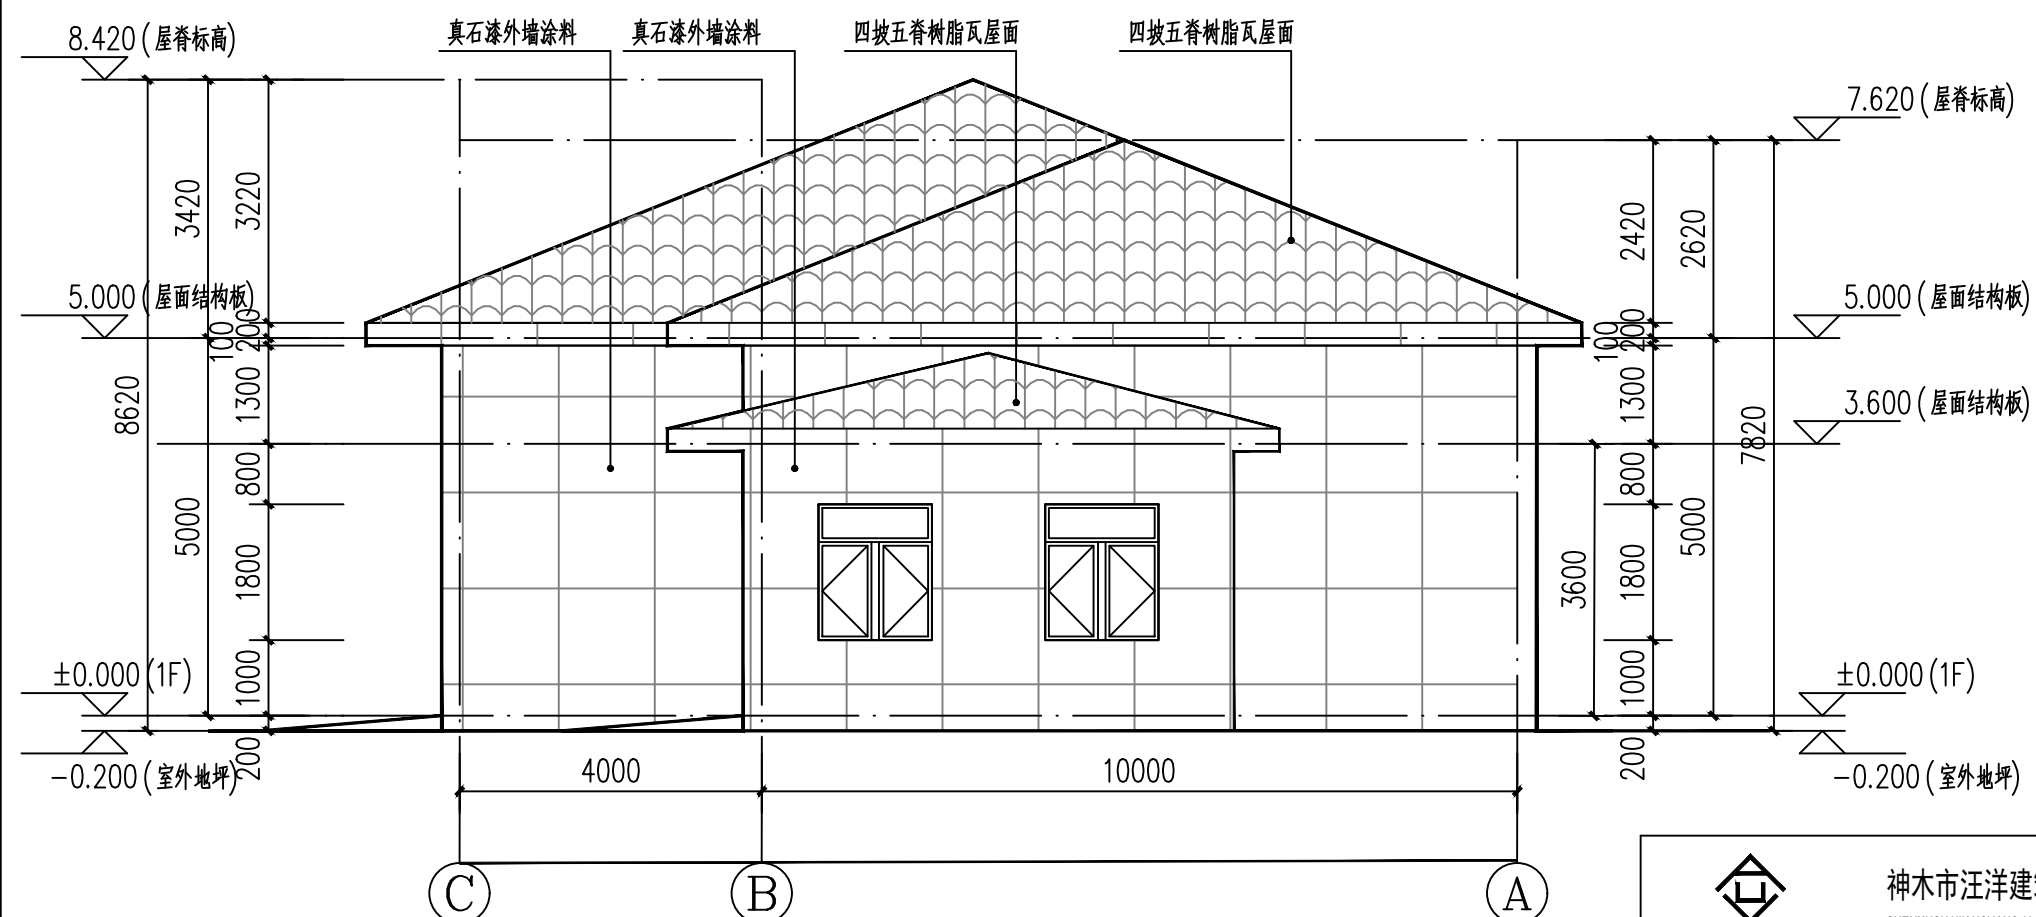 8.420(屋脊标高)
真石漆外墙涂料
真石漆外墙涂料
四坡五脊树脂瓦屋面
四坡五脊树脂瓦屋面
7.620(屋脊标高)
3420
3220
2420
2620
5.000(屋面结构板)
5.000(屋面结构板)
100
200
100
200
8620
1300
1300
3.600(屋面结构板)
7820
800
800
5000
5000
1800
3600
1800
±0.000(1F)
1000
1000
±0.000(1F)
-0.200(室外地坪)
200
4000
10000
200
-0.200(室外地坪)
C
B
A
神木市汪洋建